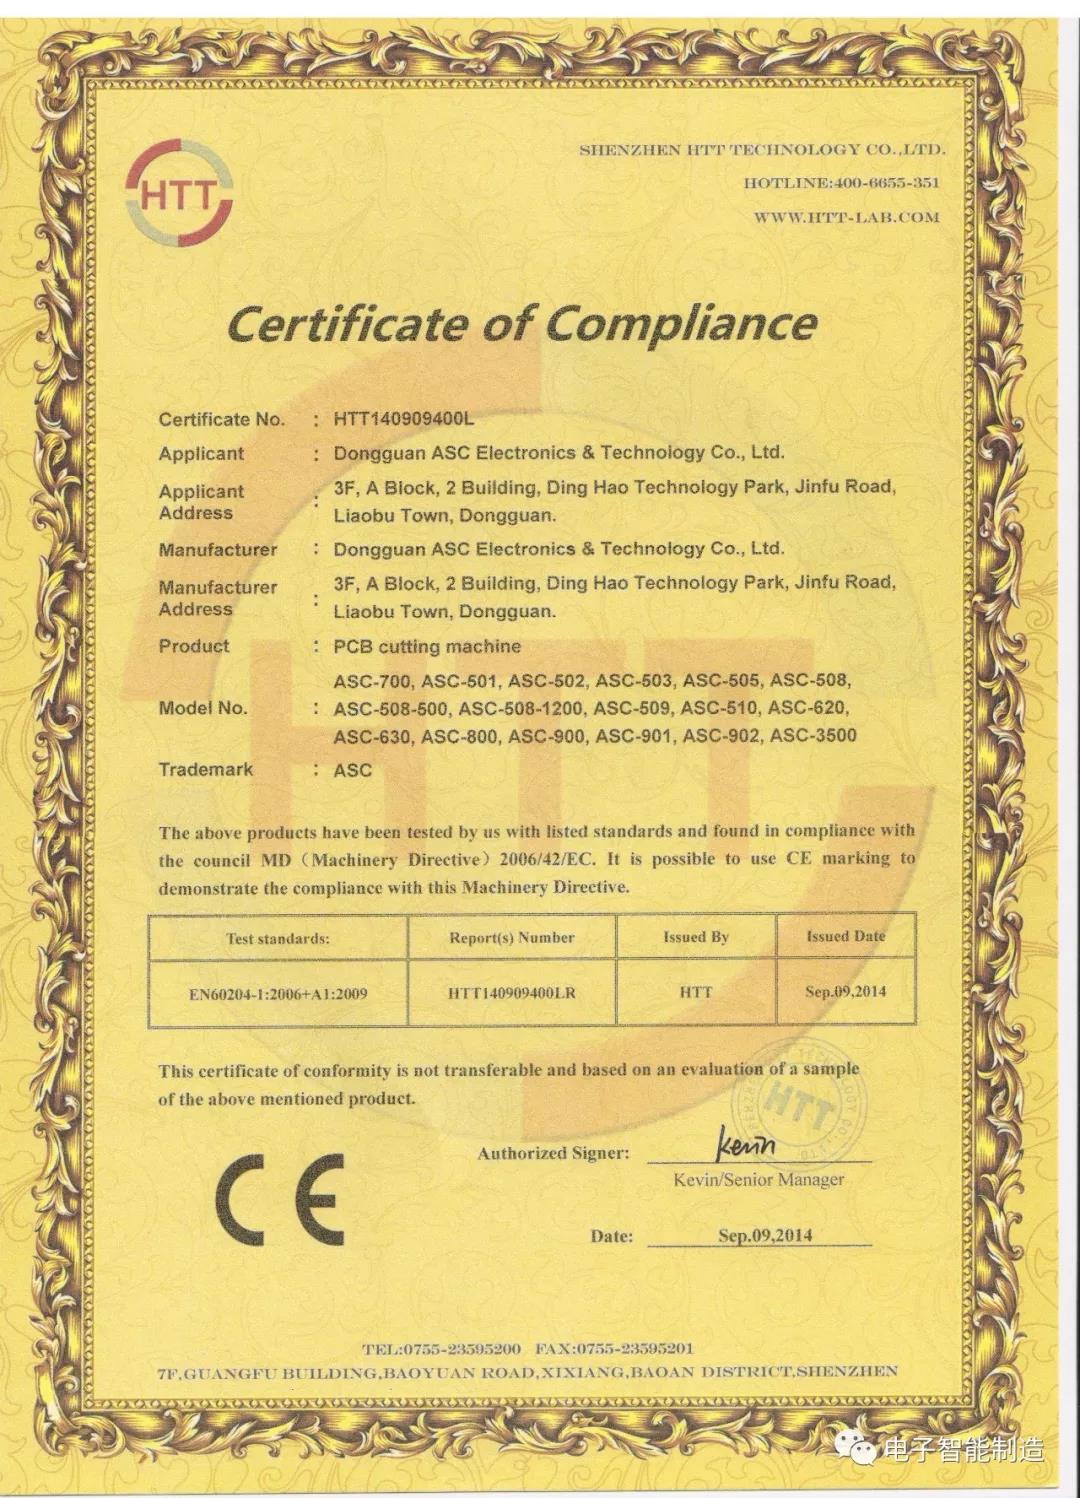 HTT
SHENZHEN HTT TECHNOLOGY CO.,LTD.
HOTLINE:400-6655-351
WWW.HTT-LAB.COM
Certificate of Compliance
Certificate No. : HTT140909400L
Applicant : Dongguan ASC Electronics & Technology Co., Ltd.
Applicant Address : 3F, A Block, 2 Building, Ding Hao Technology Park, Jinfu Road,
Liaobu Town, Dongguan.
Manufacturer : Dongguan ASC Electronics & Technology Co., Ltd.
Manufacturer Address : 3F, A Block, 2 Building, Ding Hao Technology Park, Jinfu Road,
Liaobu Town, Dongguan.
Product : PCB cutting machine
ASC-700, ASC-501, ASC-502, ASC-503, ASC-505, ASC-508,
Model No. : ASC-508-500, ASC-508-1200, ASC-509, ASC-510, ASC-620,
ASC-630, ASC-800, ASC-900, ASC-901, ASC-902, ASC-3500
Trademark : ASC
The above products have been tested by us with listed standards and found in compliance with
the council MD（Machinery Directive）2006/42/EC. It is possible to use CE marking to
demonstrate the compliance with this Machinery Directive.
Test standards: Report(s) Number Issued By Issued Date
EN60204-1:2006+A1:2009 HTT140909400LR HTT Sep.09,2014
This certificate of conformity is not transferable and based on an evaluation of a sample
of the above mentioned product.
HTT
Authorized Signer: Kevin
Kevin/Senior Manager
CE
Date: Sep.09,2014
TEL:0755-23595200 FAX:0755-23595201
7F,GUANGFU BUILDING,BAOYUAN ROAD,XIXIANG,BAOAN DISTRICT,SHENZHEN
电子智能制造